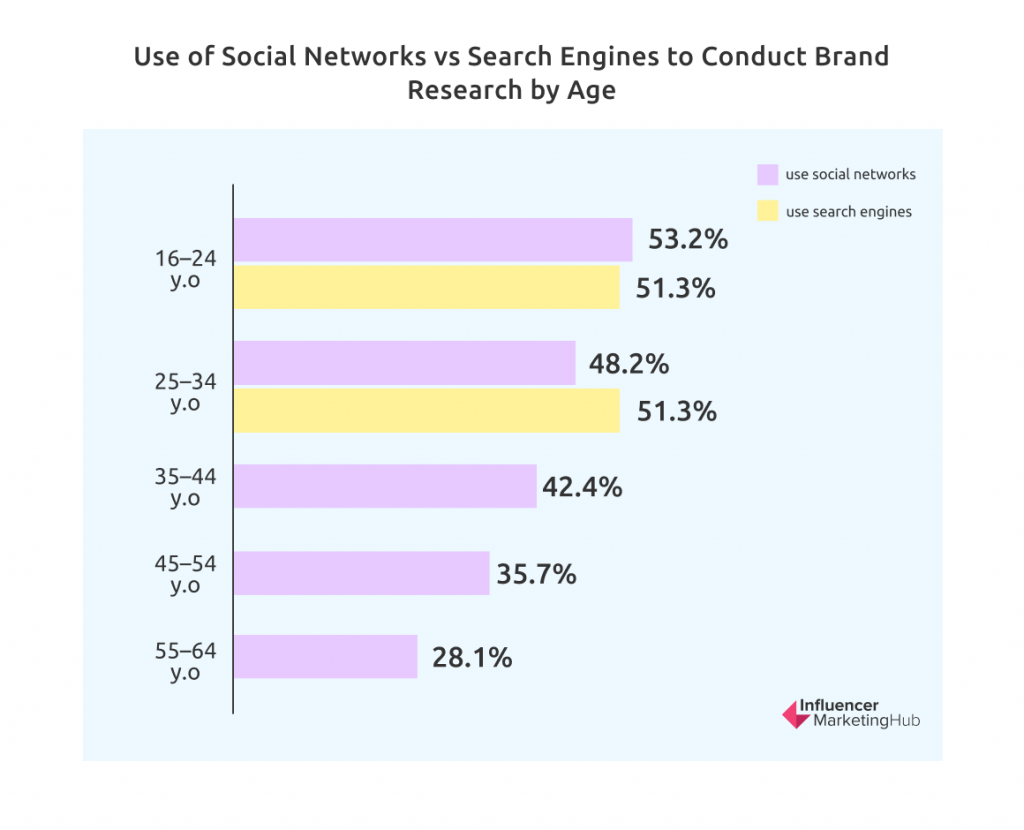 Use of Social Networks vs Search Engines to Conduct Brand
Research by Age
use social networks
use search engines
16–24
y.o
53.2%
51.3%
25–34
y.o
48.2%
51.3%
35–44
y.o
42.4%
45–54
y.o
35.7%
55–64
y.o
28.1%
Influencer
MarketingHub